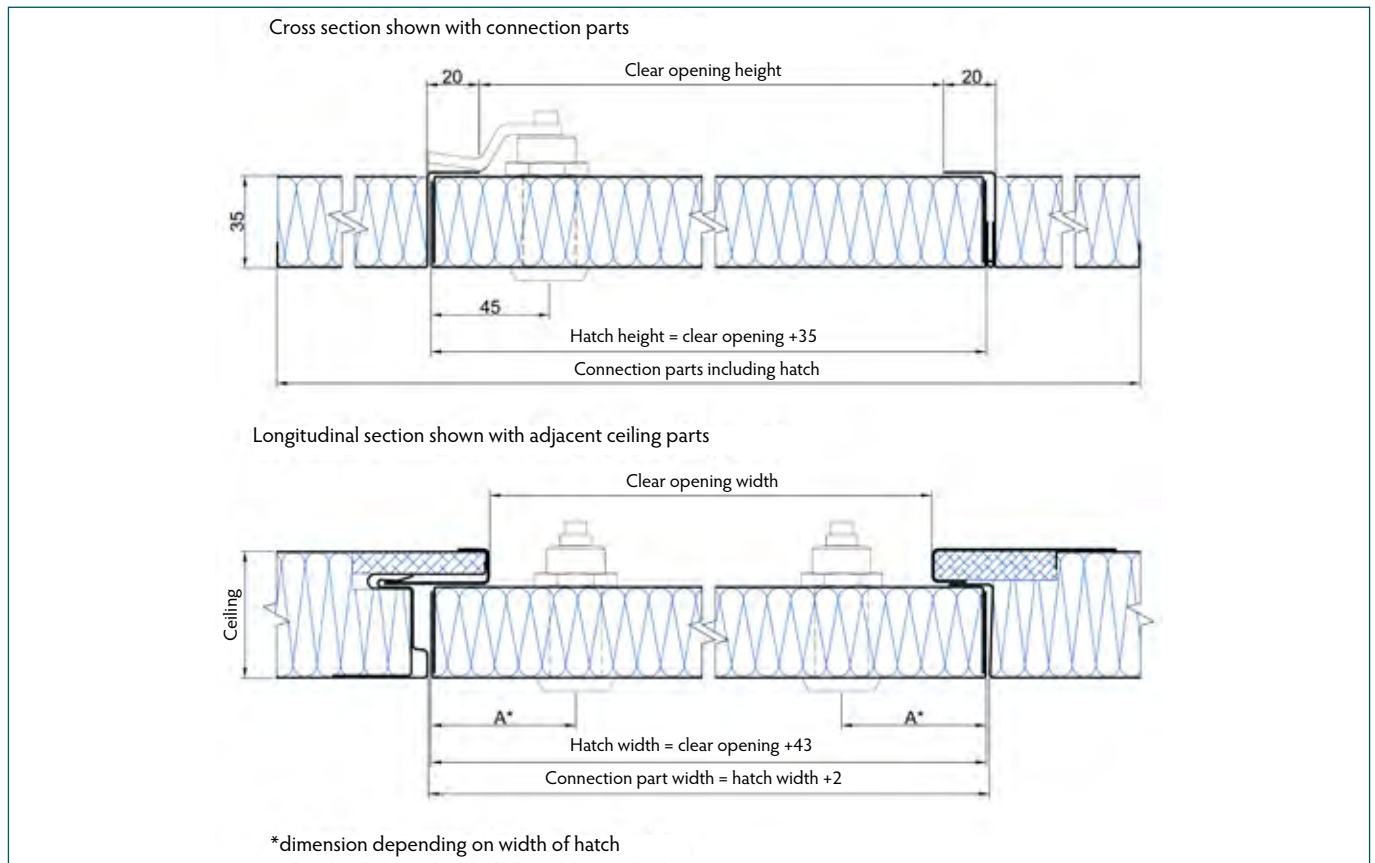 Cross section shown with connection parts
20
Clear opening height
20
35
45
Hatch height = clear opening +35
Connection parts including hatch
Longitudinal section shown with adjacent ceiling parts
Clear opening width
Ceiling
A*
A*
Hatch width = clear opening +43
Connection part width = hatch width +2
*dimension depending on width of hatch